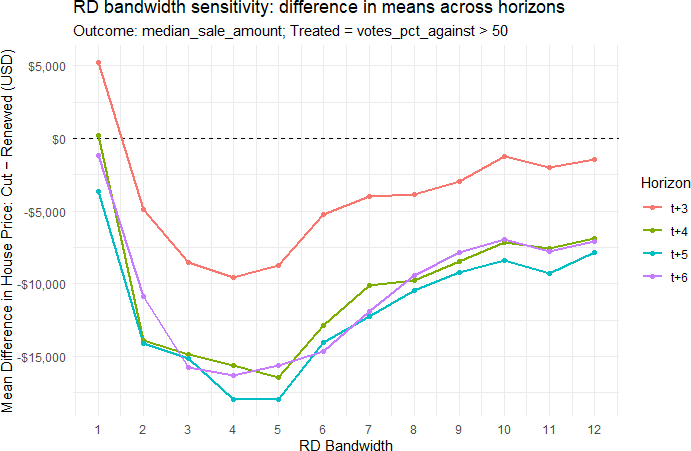 RD bandwidth sensitivity: difference in means across horizons
Outcome: median_sale_amount; Treated = votes_pct_against > 50
Mean Difference in House Price: Cut − Renewed (USD)
$5,000
$0
-$5,000
-$10,000
-$15,000
1 2 3 4 5 6 7 8 9 10 11 12
RD Bandwidth
Horizon
t+3
t+4
t+5
t+6